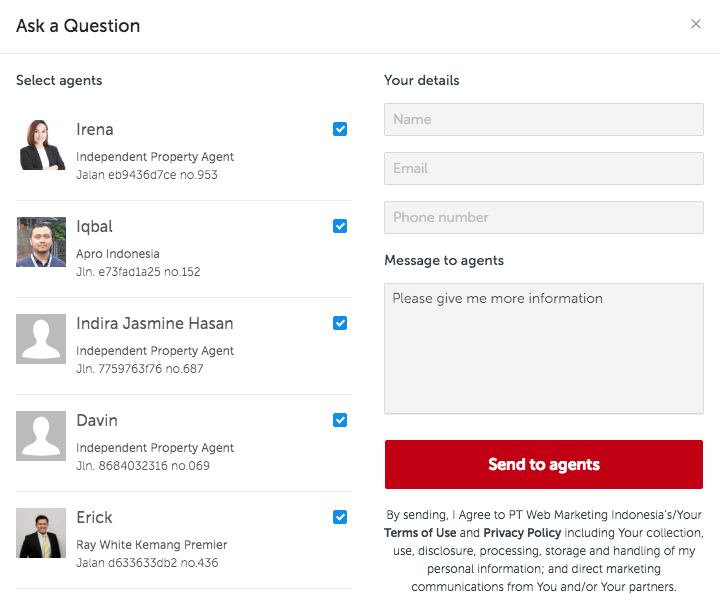 Ask a Question
×
Select agents
Irena
Independent Property Agent
Jalan eb9436d7ce no.953
Iqbal
Apro Indonesia
Jln. e73fad1a25 no.152
Indira Jasmine Hasan
Independent Property Agent
Jln. 7759763f76 no.687
Davin
Independent Property Agent
Jln. 8684032316 no.069
Erick
Ray White Kemang Premier
Jalan d633633db2 no.436
Your details
Name
Email
Phone number
Message to agents
Please give me more information
Send to agents
By sending, I Agree to PT Web Marketing Indonesia's/Your
Terms of Use and Privacy Policy including Your collection,
use, disclosure, processing, storage and handling of my
personal information; and direct marketing
communications from You and/or Your partners.